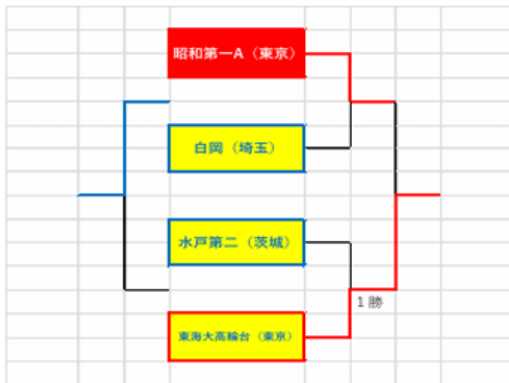 昭和第一A（東京）
白岡（埼玉）
水戸第二（茨城）
1勝
東海大高輪台（東京）